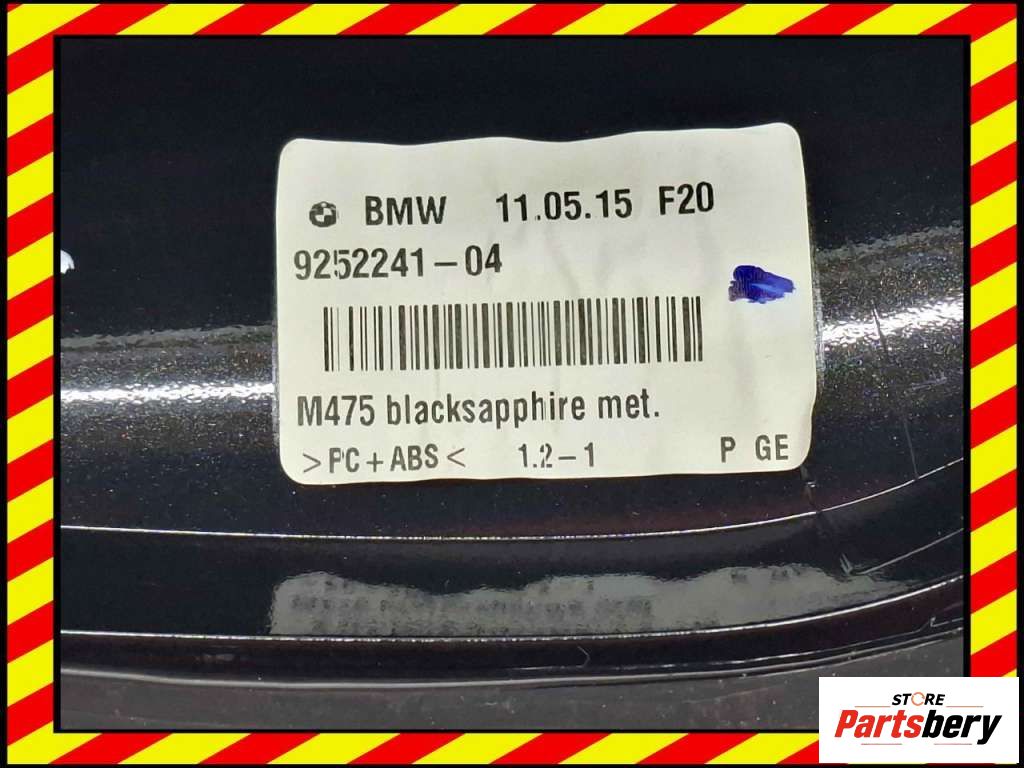 BMW 11.05.15 F20
9252241-04
M475 blacksapphire met.
>PC+ABS< 1.2-1 P GE
STORE
Partsbery